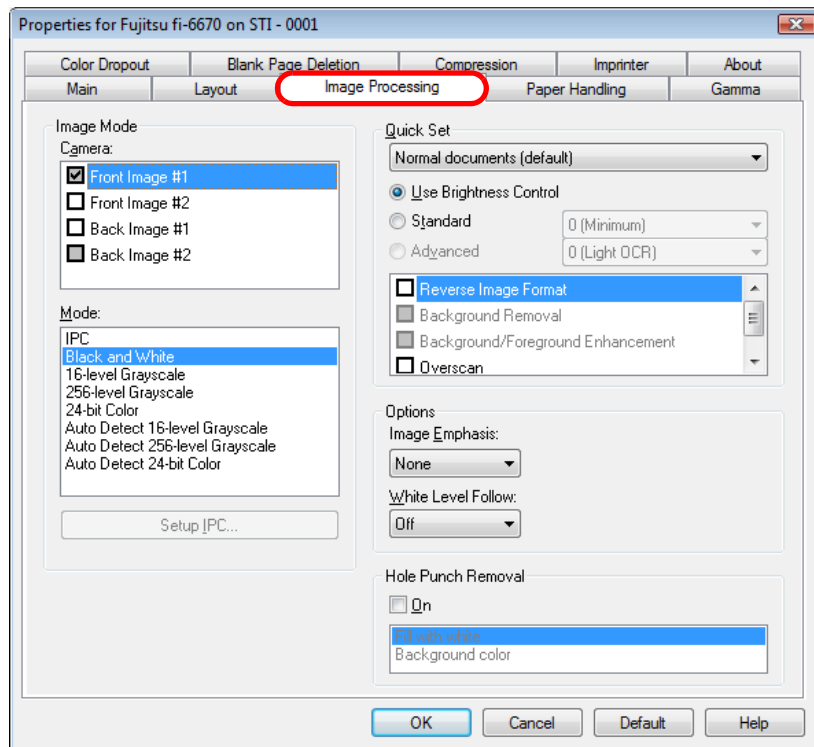 Properties for Fujitsu fi-6670 on STI - 0001
Color Dropout
Blank Page Deletion
Compression
Imprinter
About
Main
Layout
Image Processing
Paper Handling
Gamma
Image Mode
Camera:
Front Image #1
Front Image #2
Back Image #1
Back Image #2
Mode:
IPC
Black and White
16-level Grayscale
256-level Grayscale
24-bit Color
Auto Detect 16-level Grayscale
Auto Detect 256-level Grayscale
Auto Detect 24-bit Color
Setup IPC...
Quick Set
Normal documents (default)
Use Brightness Control
Standard
0 (Minimum)
Advanced
0 (Light OCR)
Reverse Image Format
Background Removal
Background/Foreground Enhancement
Overscan
Options
Image Emphasis:
None
White Level Follow:
Off
Hole Punch Removal
On
Fill with white
Background color
OK
Cancel
Default
Help